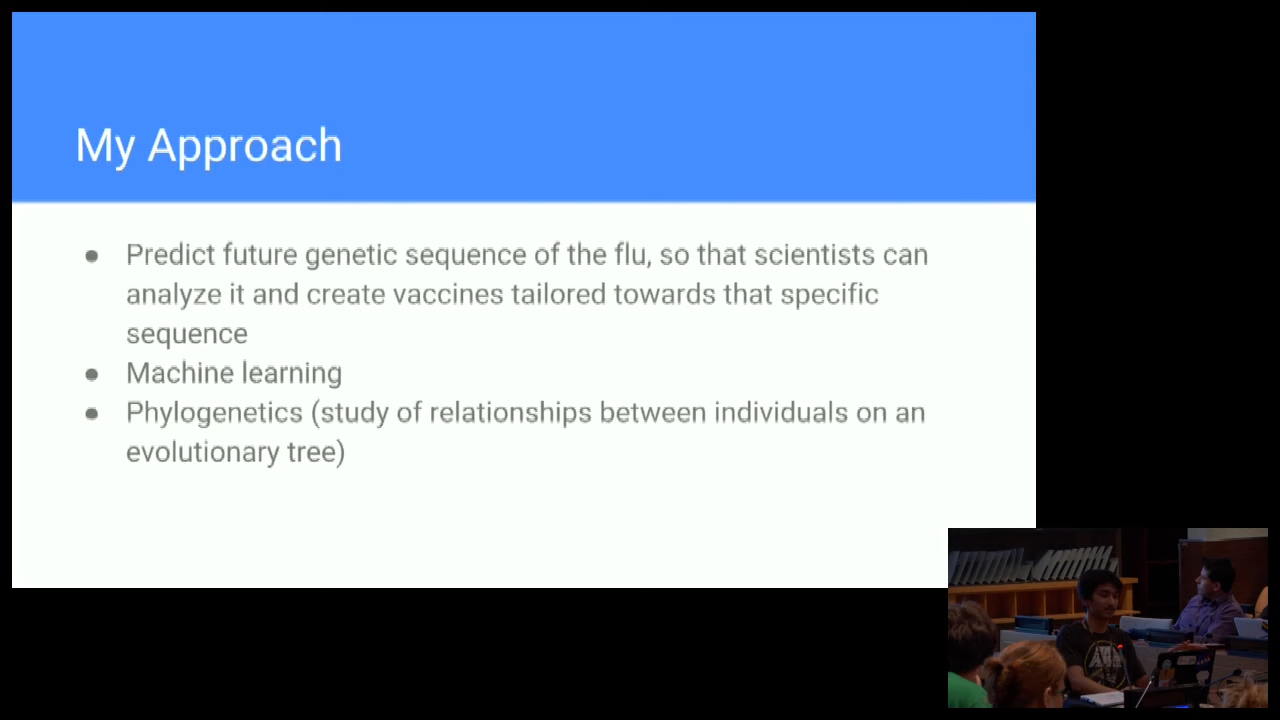 My Approach
● Predict future genetic sequence of the flu, so that scientists can
analyze it and create vaccines tailored towards that specific
sequence
● Machine learning
● Phylogenetics (study of relationships between individuals on an
evolutionary tree)